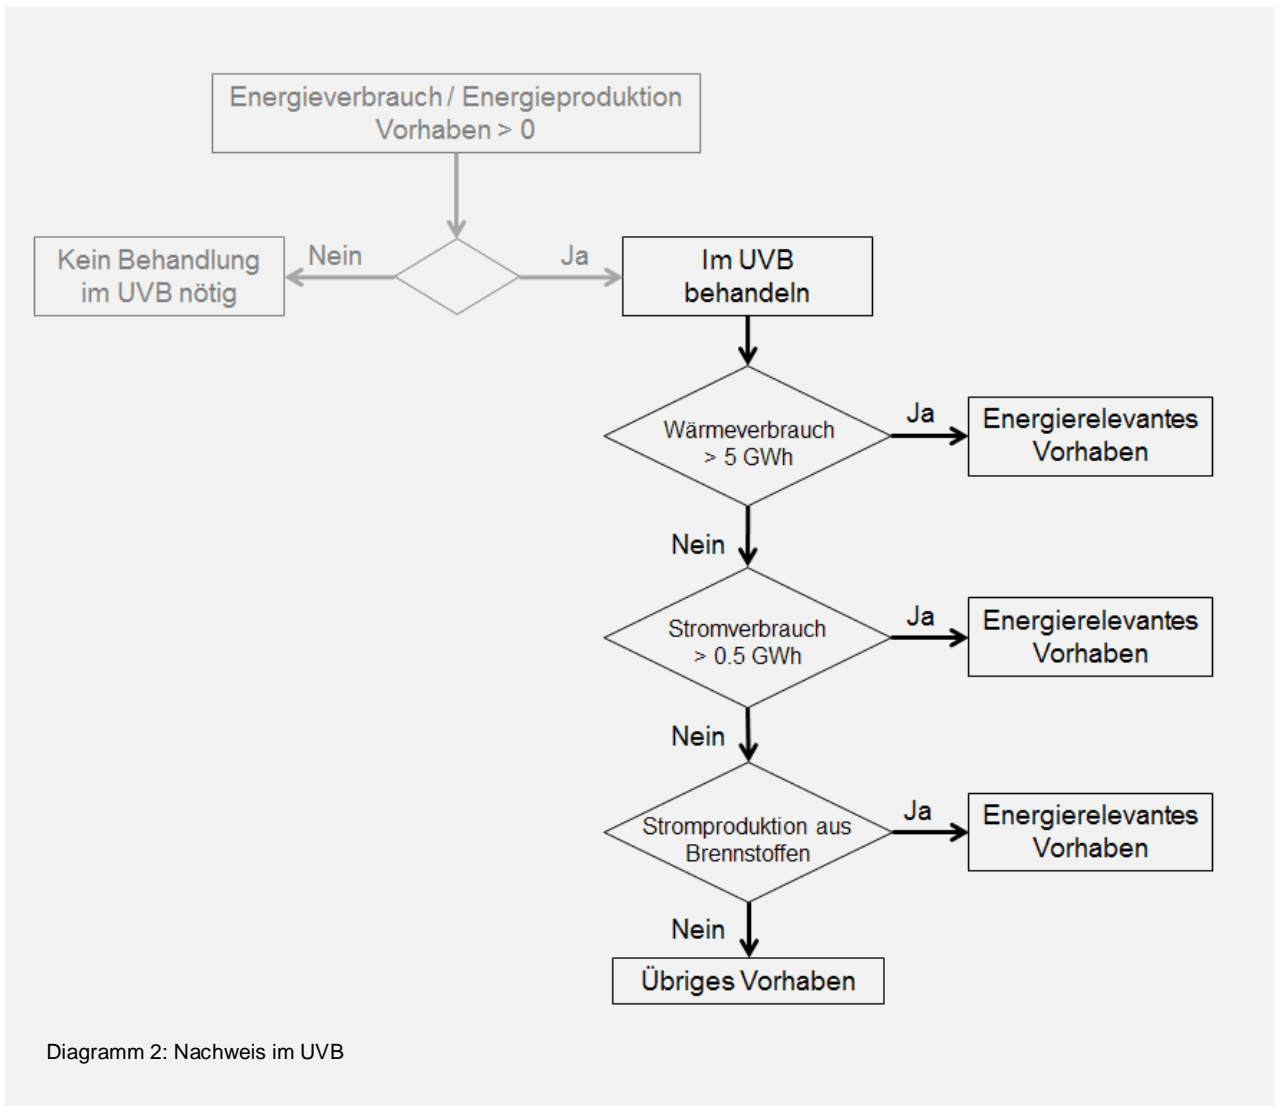 Energieverbrauch / Energieproduktion
Vorhaben > 0
Kein Behandlung
im UVB nötig
Nein
Ja
Im UVB
behandeln
Wärmeverbrauch
> 5 GWh
Ja
Energierelevantes
Vorhaben
Nein
Stromverbrauch
> 0.5 GWh
Ja
Energierelevantes
Vorhaben
Nein
Stromproduktion aus
Brennstoffen
Ja
Energierelevantes
Vorhaben
Nein
Übriges Vorhaben
Diagramm 2: Nachweis im UVB